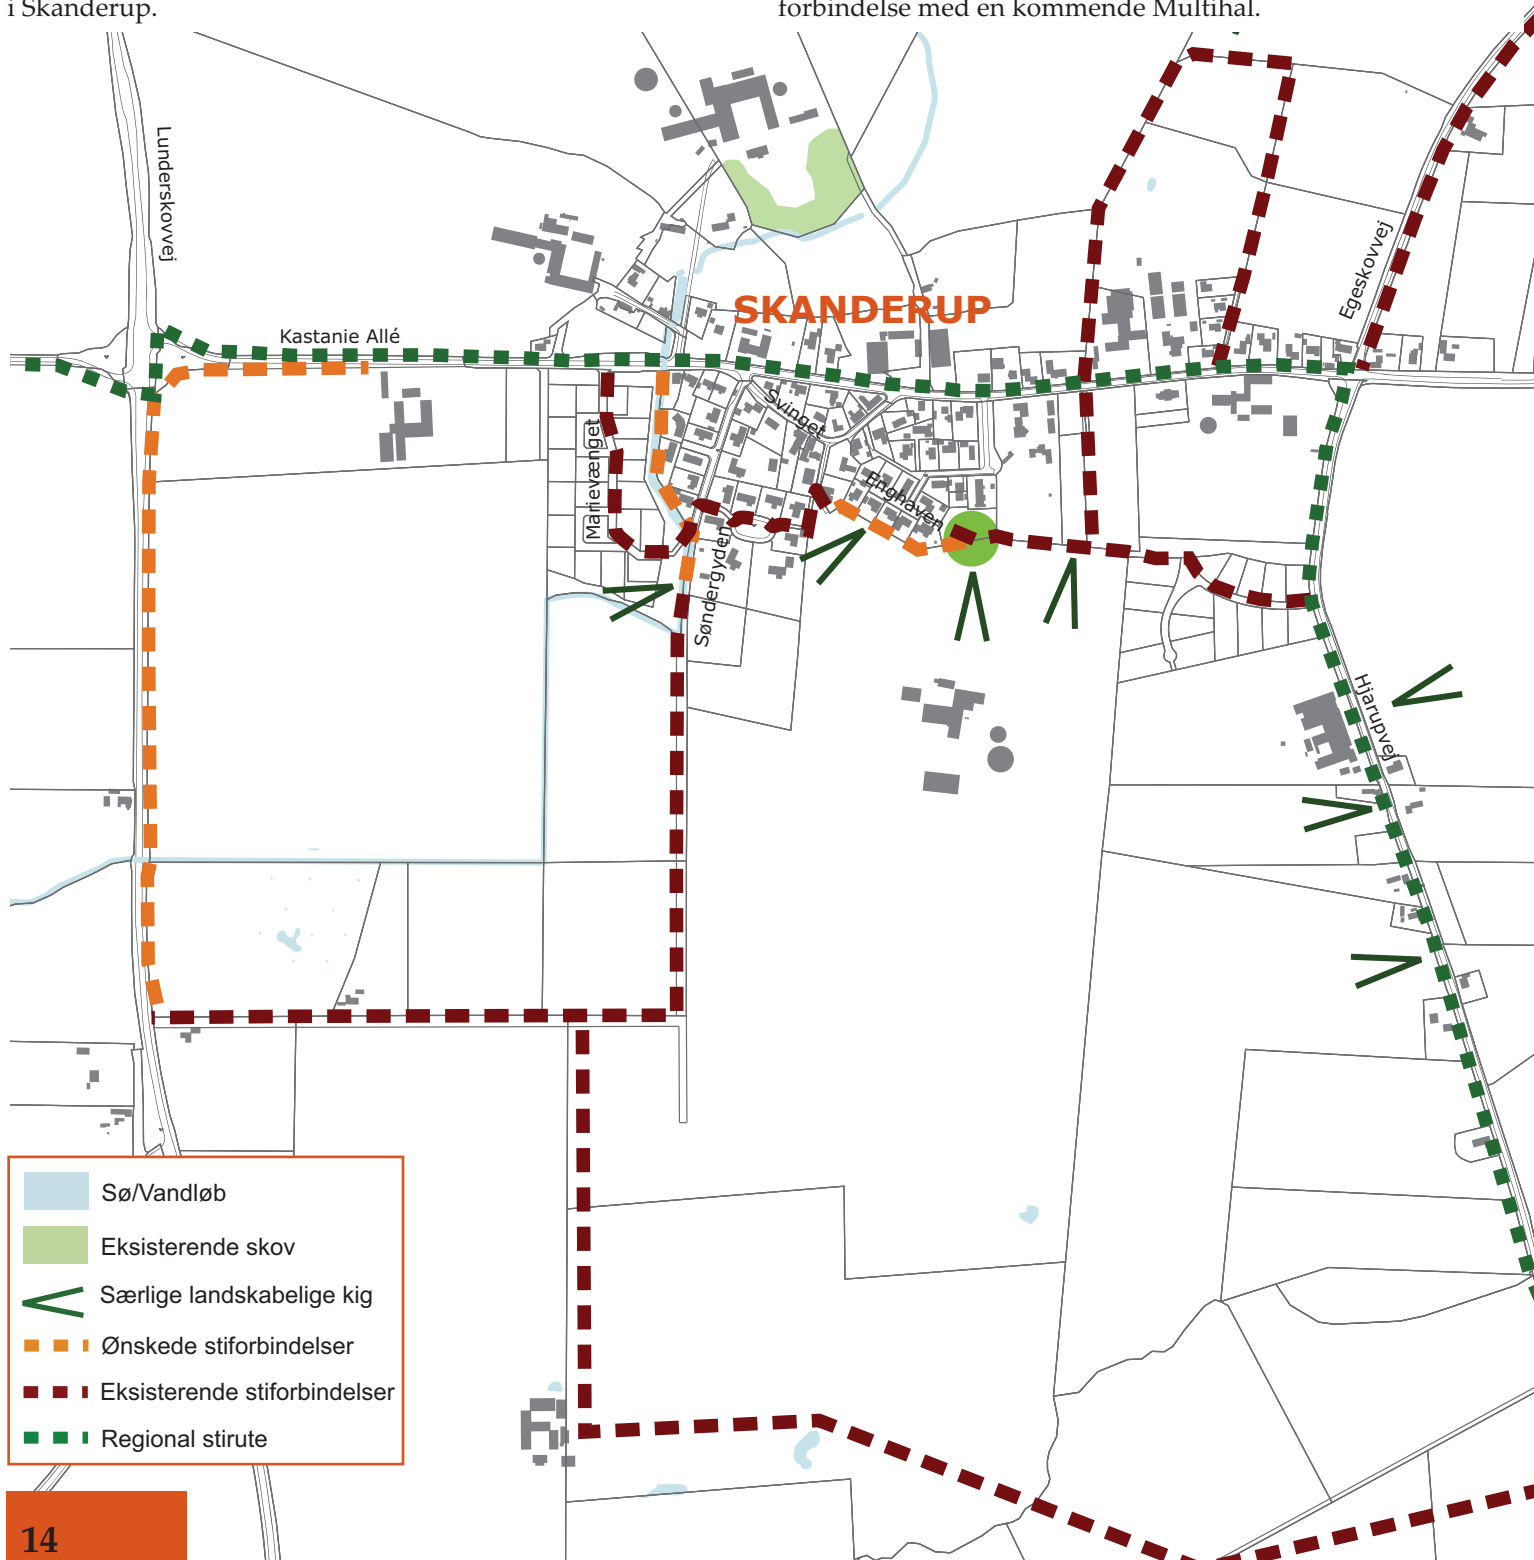 i Skanderup.
forbindelse med en kommende Multihal.
Lunderskovvej
Kastanie Allé
SKANDERUP
Egeskovvej
Svinget
Marievænget
Enghaven
Søndergyden
Hjarupvej
Sø/Vandløb
Eksisterende skov
Særlige landskabelige kig
Ønskede stiforbindelser
Eksisterende stiforbindelser
Regional stirute
14